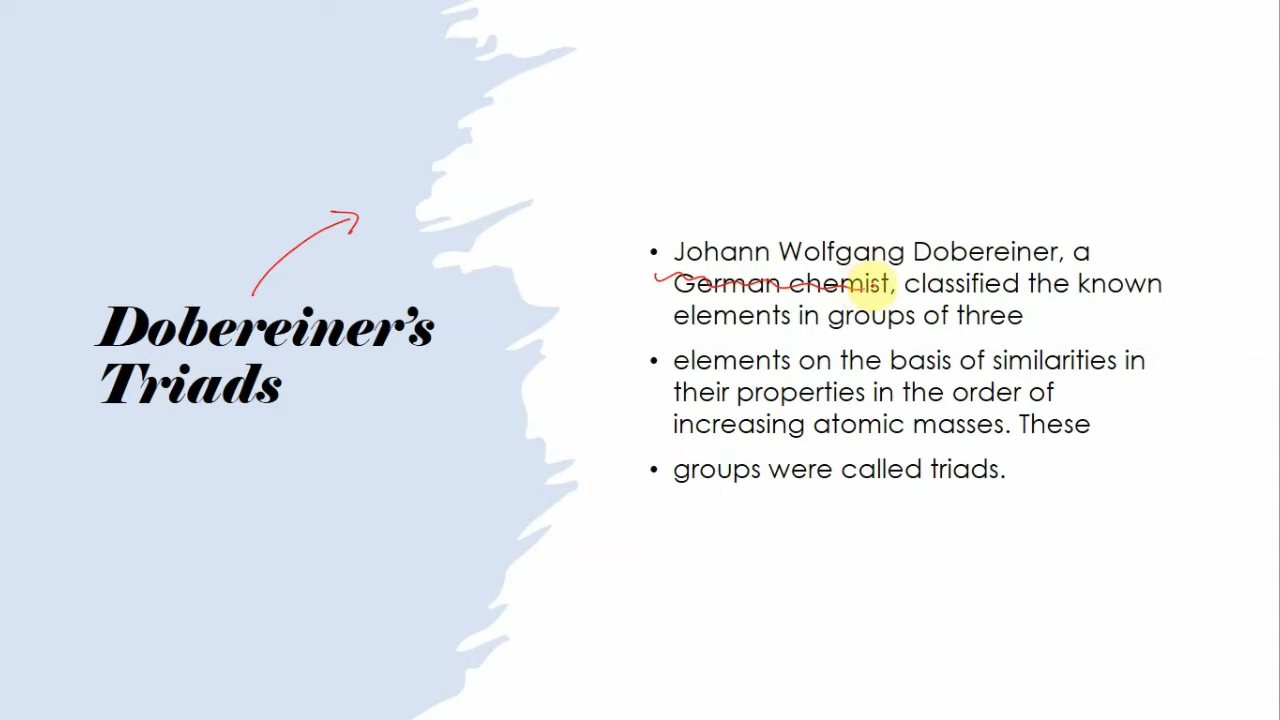 Dobereiner's
Triads
• Johann Wolfgang Dobereiner, a
German chemist, classified the known
elements in groups of three
• elements on the basis of similarities in
their properties in the order of
increasing atomic masses. These
• groups were called triads.